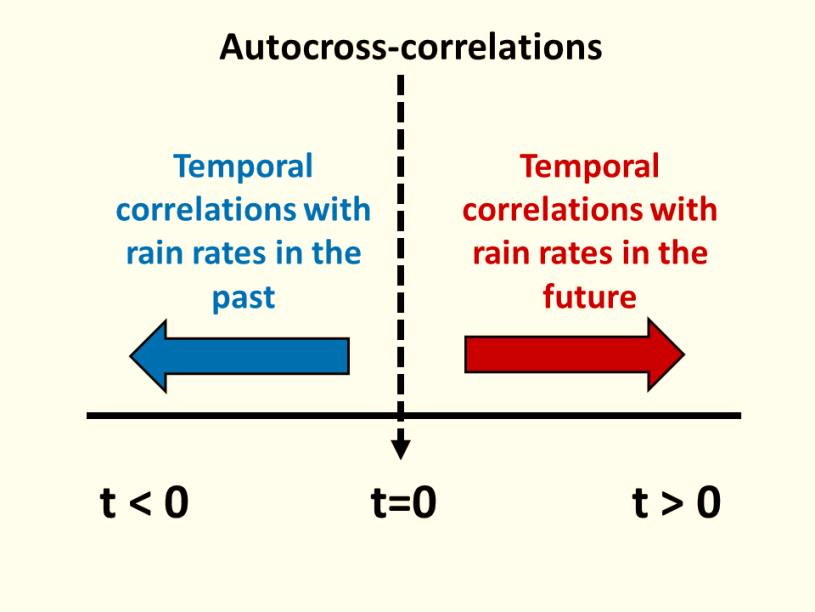 Autocross-correlations
Temporal
correlations with
rain rates in the
past
Temporal
correlations with
rain rates in the
future
t < 0
t=0
t > 0